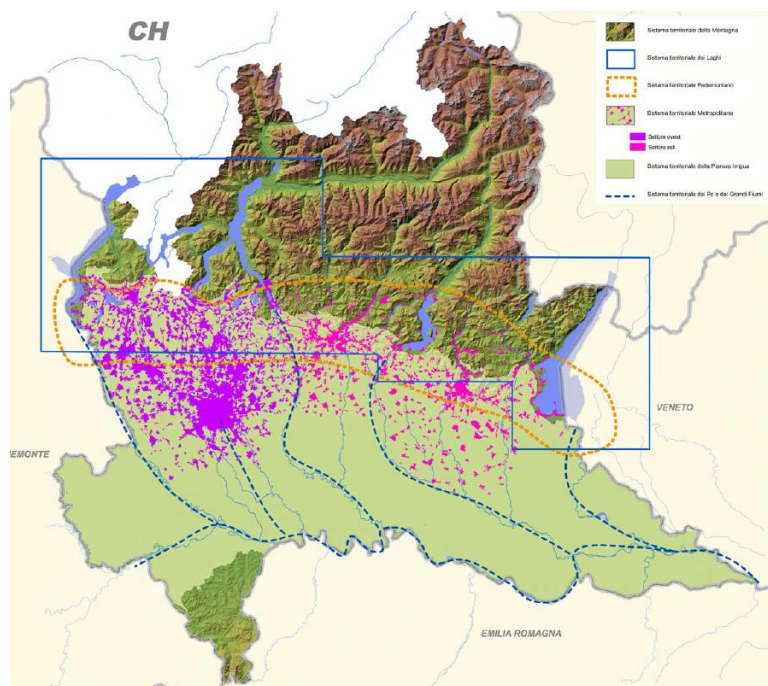 CH
Sistema territoriale della Montagna
Sistema territoriale dei Laghi
Sistema territoriale Pedemontano
Sistema territoriale Metropolitano
Settore ovest
Settore est
Sistema territoriale della Pianura Irrigua
Sistema territoriale del Po e dei Grandi Fiumi
VENETO
EMONTE
EMILIA ROMAGNA